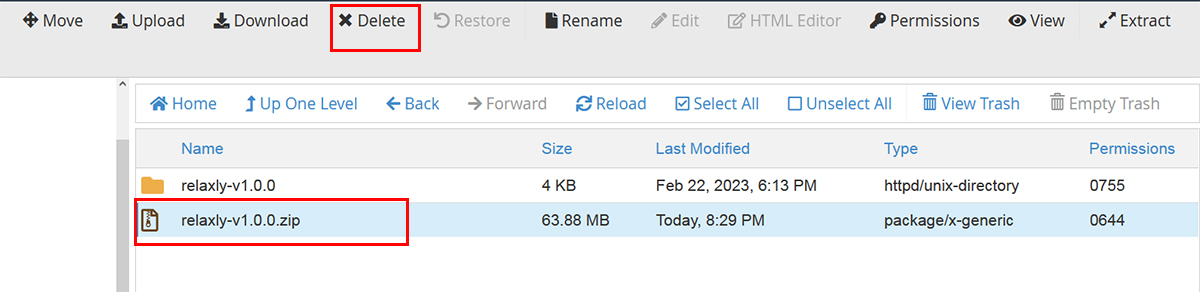 Move Upload Download Delete Restore Rename Edit HTML Editor Permissions View Extract
Home Up One Level Back Forward Reload Select All Unselect All View Trash Empty Trash
Name Size Last Modified Type Permissions
relaxly-v1.0.0 4 KB Feb 22, 2023, 6:13 PM httpd/unix-directory 0755
relaxly-v1.0.0.zip 63.88 MB Today, 8:29 PM package/x-generic 0644